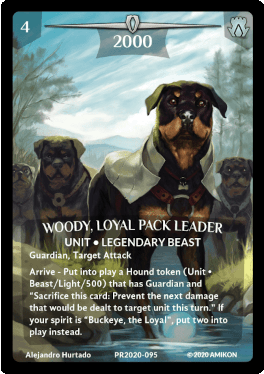 4
2000
WOODY, LOYAL PACK LEADER
UNIT • LEGENDARY BEAST
Guardian, Target Attack
Arrive - Put into play a Hound token (Unit •
Beast/Light/500) that has Guardian and
“Sacrifice this card: Prevent the next damage
that would be dealt to target unit this turn.” If
your spirit is “Buckeye, the Loyal”, put two into
play instead.
Alejandro Hurtado PR2020-095 ©2020 AMIKON